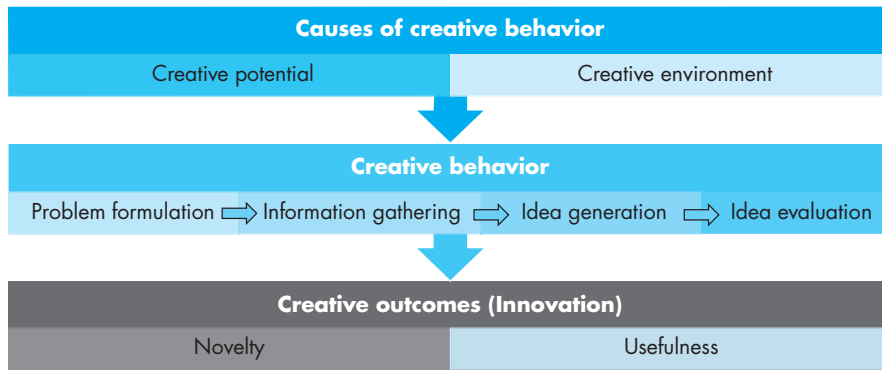 Causes of creative behavior
Creative potential
Creative environment
Creative behavior
Problem formulation
Information gathering
Idea generation
Idea evaluation
Creative outcomes (Innovation)
Novelty
Usefulness